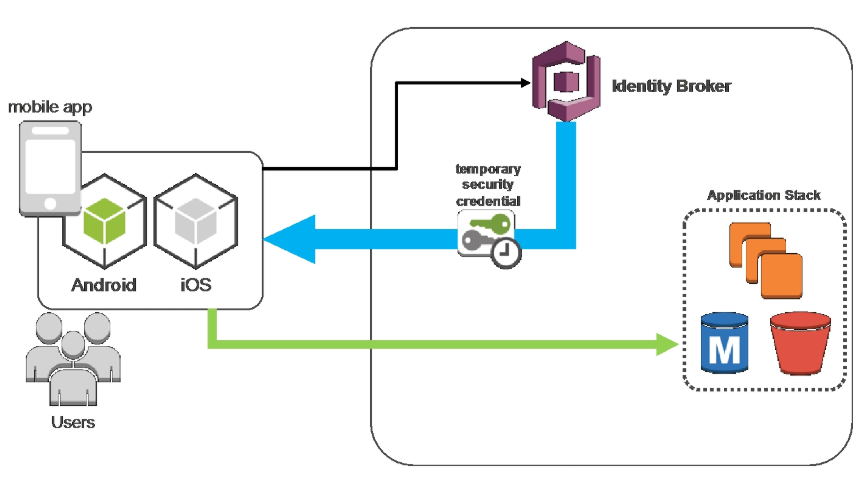 mobile app
Identity Broker
temporary
security
credential
Application Stack
Android
iOS
M
Users